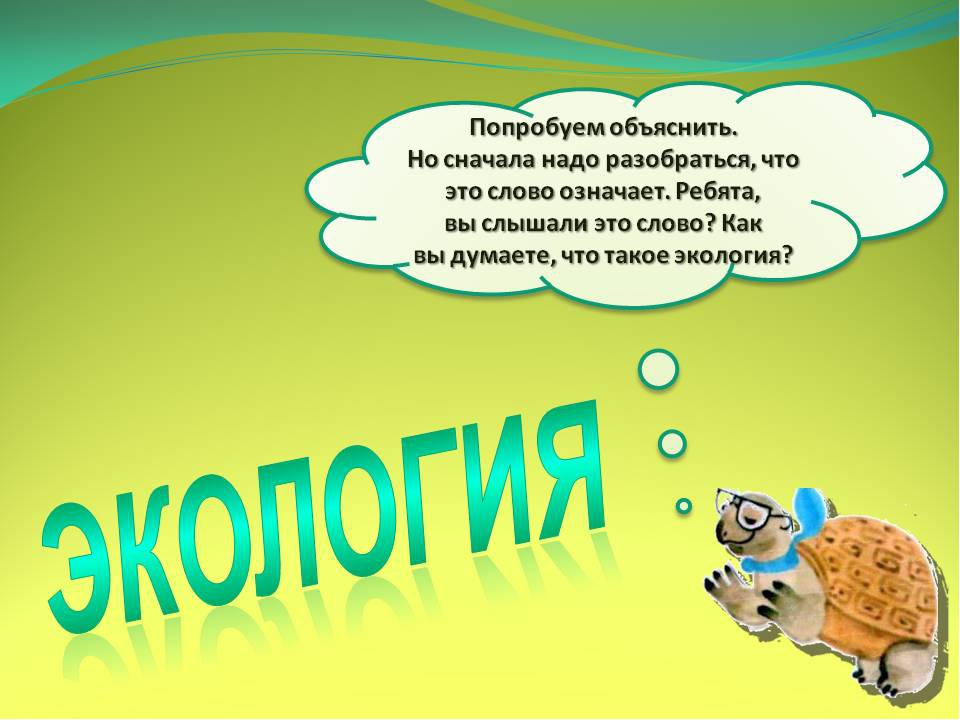 Попробуем объяснить.
Но сначала надо разобраться, что
это слово означает. Ребята,
вы слышали это слово? Как
вы думаете, что такое экология?
ЭКОЛОГИЯ